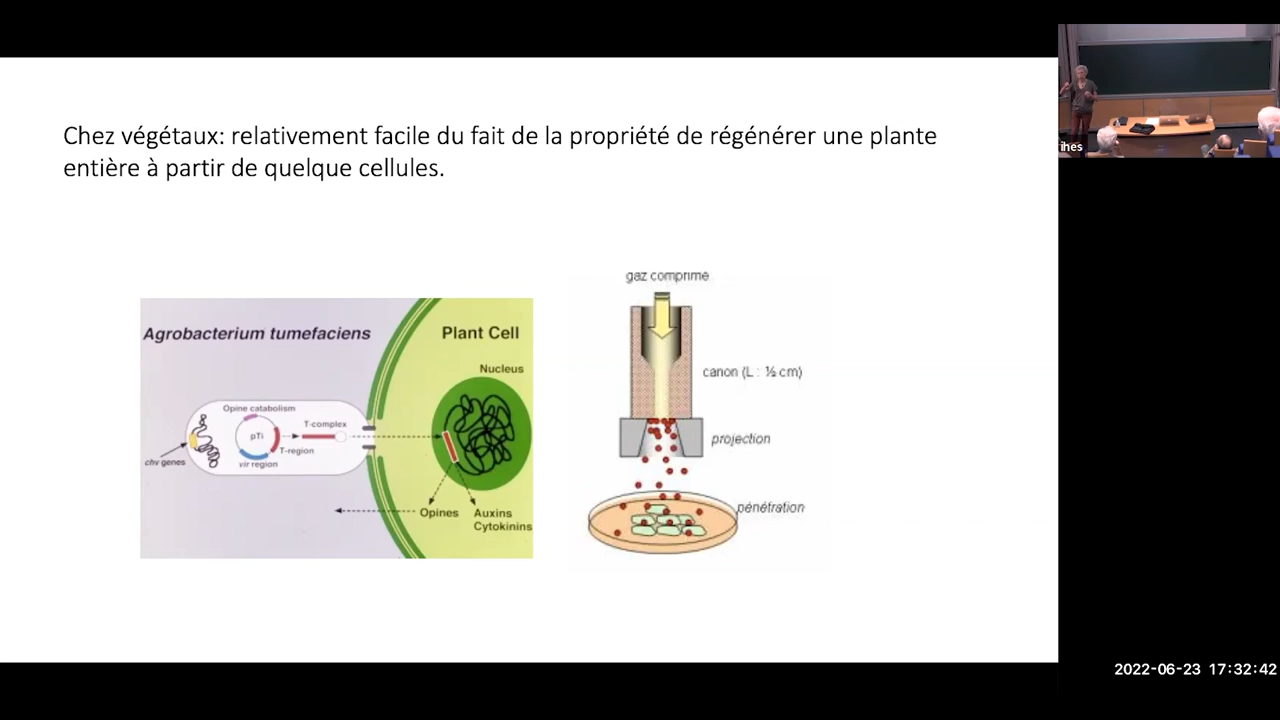 Chez végétaux: relativement facile du fait de la propriété de régénérer une plante
entière à partir de quelque cellules.
Agrobacterium tumefaciens
Plant Cell
Nucleus
Opine catabolism
T-complex
pTi
T-region
vir region
chv genes
Opines
Auxins
Cytokinins
gaz comprime
canon (L : ½ cm)
projection
pénétration
ihes
2022-06-23 17:32:42